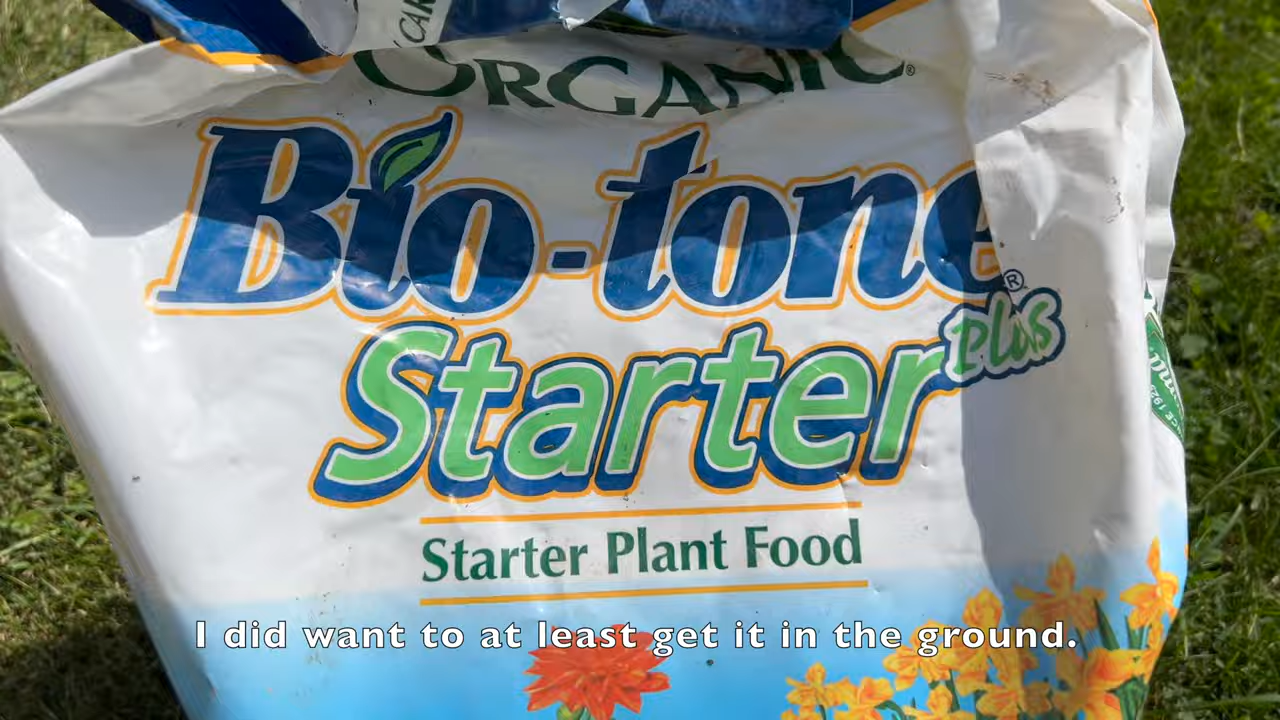 ORGANIC®
Bio-tone®
Starter Plus
Starter Plant Food
I did want to at least get it in the ground.